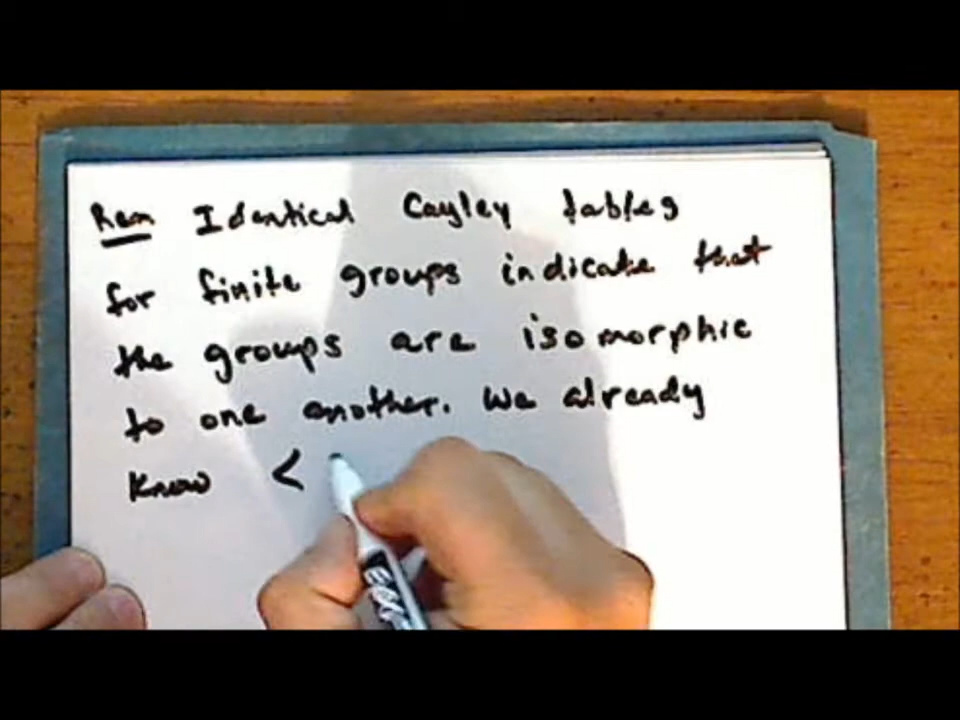 Rem Identical Cayley tables
for finite groups indicate that
the groups are isomorphic
to one another. We already
know <